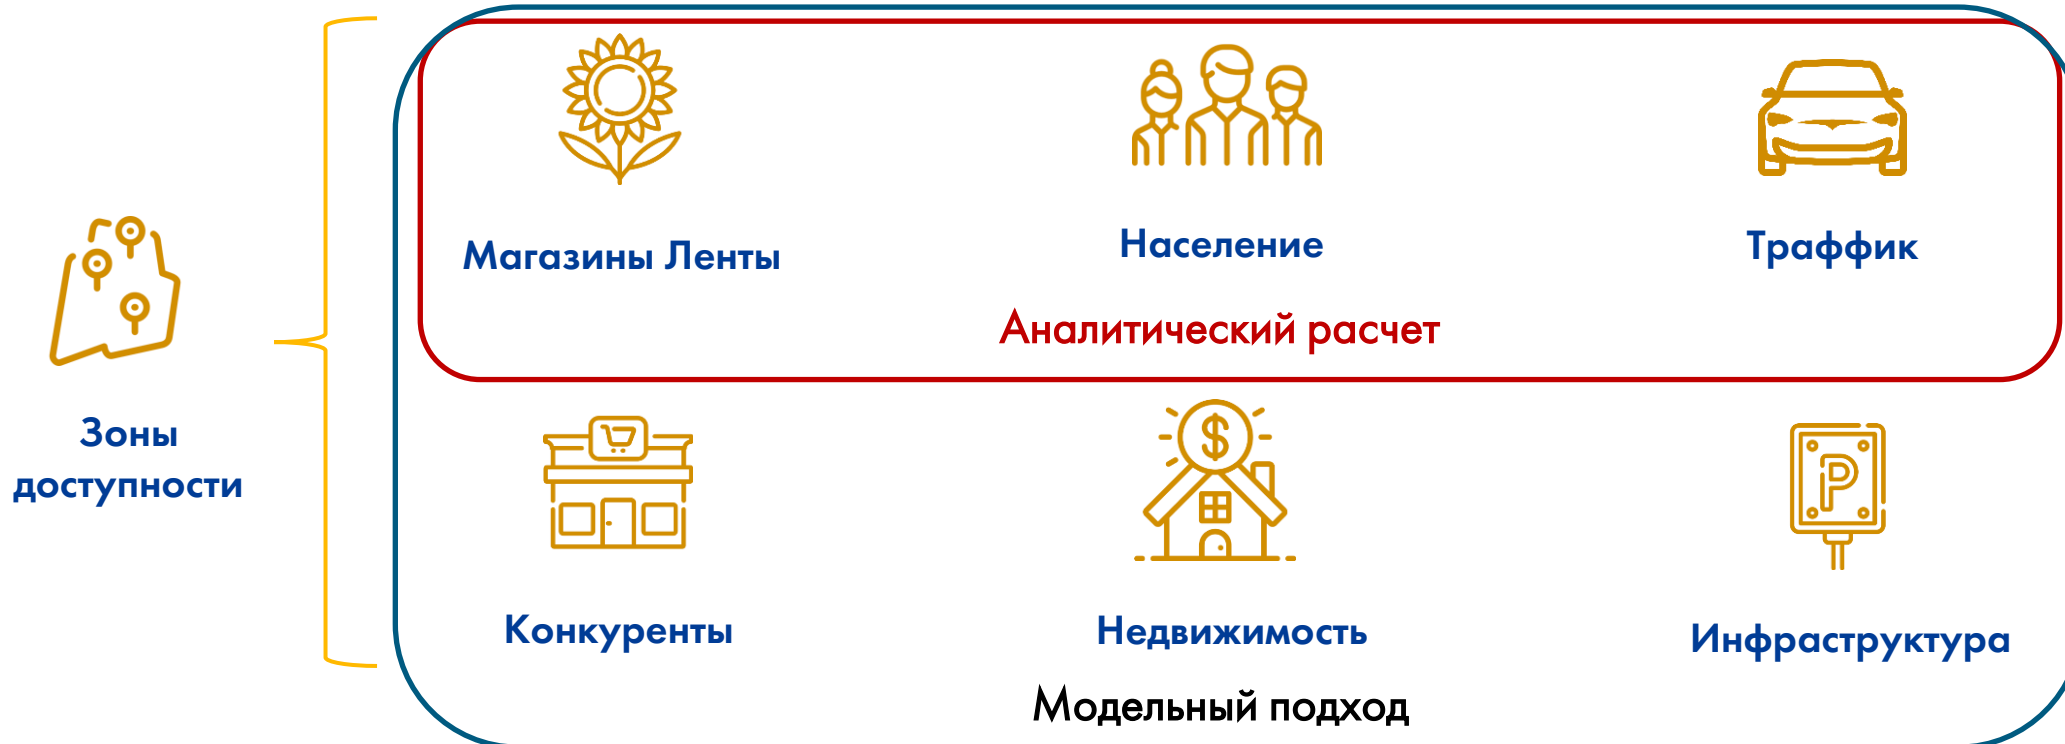 Зоны
доступности
Магазины Ленты
Население
Траффик
Аналитический расчет
P
Конкуренты
Недвижимость
Инфраструктура
Модельный подход